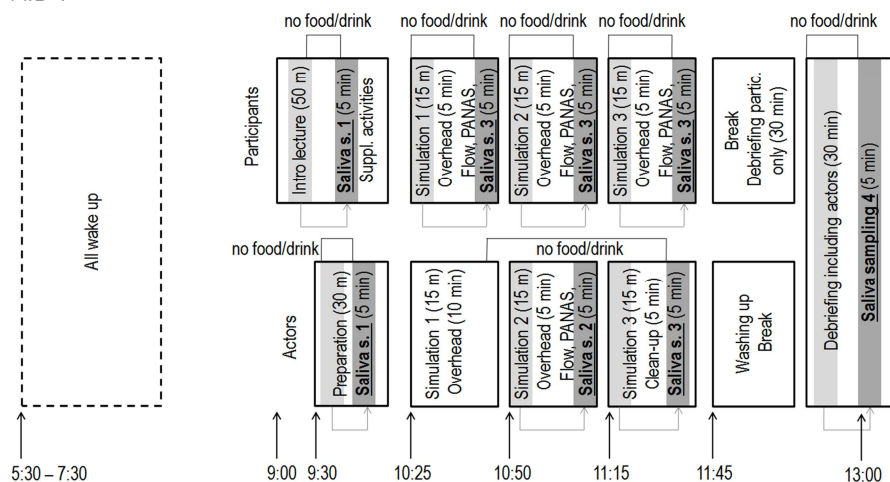 no food/drink
no food/drink
no food/drink
no food/drink
no food/drink
Participants
All wake up
Intro lecture (50 m)
Saliva s. 1 (5 min)
Suppl. activities
Simulation 1 (15 m)
Overhead (5 min)
Flow, PANAS,
Saliva s. 3 (5 min)
Simulation 2 (15 m)
Overhead (5 min)
Flow, PANAS,
Saliva s. 3 (5 min)
Simulation 3 (15 m)
Overhead (5 min)
Flow, PANAS,
Saliva s. 3 (5 min)
Break
Debriefing partic.
only (30 min)
Debriefing including actors (30 min)
Saliva sampling 4 (5 min)
no food/drink
no food/drink
Actors
Preparation (30 m)
Saliva s. 1 (5 min)
Simulation 1 (15 m)
Overhead (10 min)
Simulation 2 (15 m)
Overhead (5 min)
Flow, PANAS,
Saliva s. 2 (5 min)
Simulation 3 (15 m)
Clean-up (5 min)
Saliva s. 3 (5 min)
Washing up
Break
5:30 – 7:30
9:00
9:30
10:25
10:50
11:15
11:45
13:00